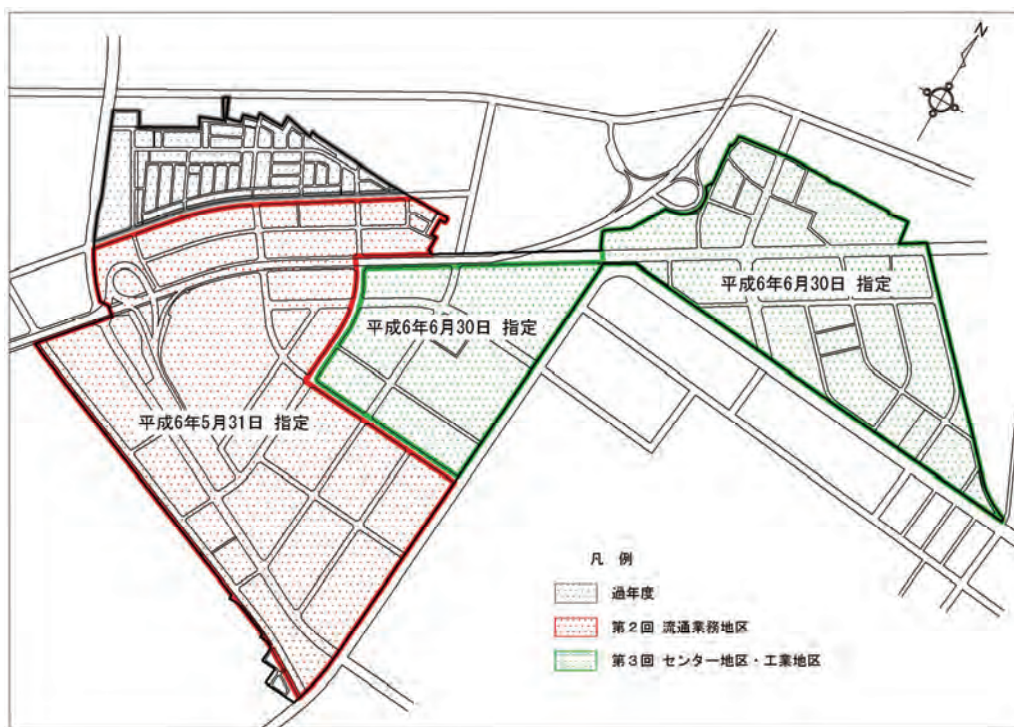 N
平成6年6月30日 指定
平成6年6月30日 指定
平成6年5月31日 指定
凡 例
過年度
第2回 流通業務地区
第3回 センター地区・工業地区